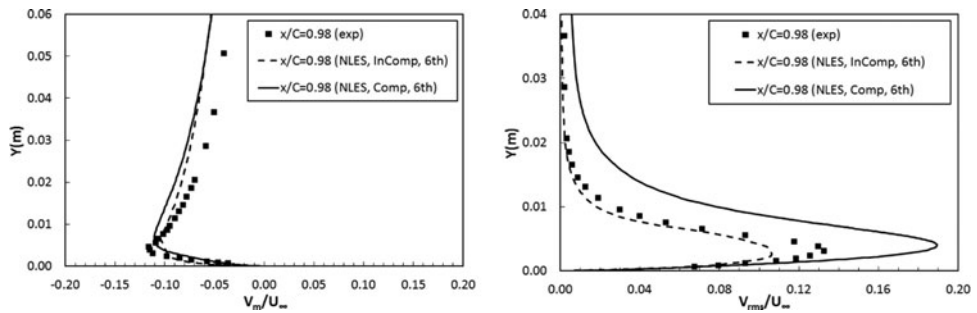 0.06
0.05
0.04
0.03
0.02
0.01
0.00
Y(m)
x/C=0.98 (exp)
x/C=0.98 (NLES, InComp, 6th)
x/C=0.98 (NLES, Comp, 6th)
-0.20 -0.15 -0.10 -0.05 0.00 0.05 0.10 0.15 0.20
Vm/U∞
0.04
0.03
0.02
0.01
0.00
Y(m)
x/C=0.98 (exp)
x/C=0.98 (NLES, InComp, 6th)
x/C=0.98 (NLES, Comp, 6th)
0.00 0.04 0.08 0.12 0.16 0.20
Vrms/U∞